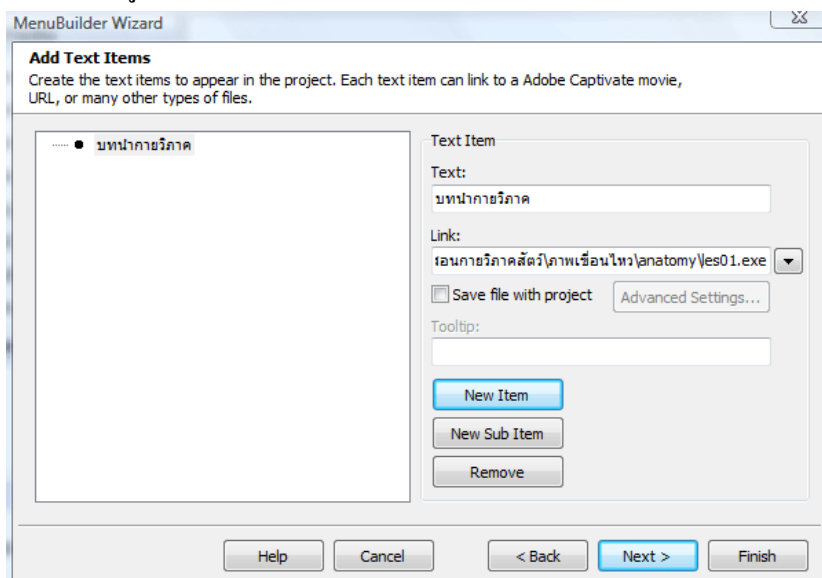 MenuBuilder Wizard
Add Text Items
Create the text items to appear in the project. Each text item can link to a Adobe Captivate movie,
URL, or many other types of files.
บทนำกายวิภาค
Text Item
Text:
บทนำกายวิภาค
Link:
สอนกายวิภาคสัตว์\ภาพเชื่อนไหว\anatomy\les01.exe
Save file with project
Advanced Settings...
Tooltip:
New Item
New Sub Item
Remove
Help
Cancel
< Back
Next >
Finish